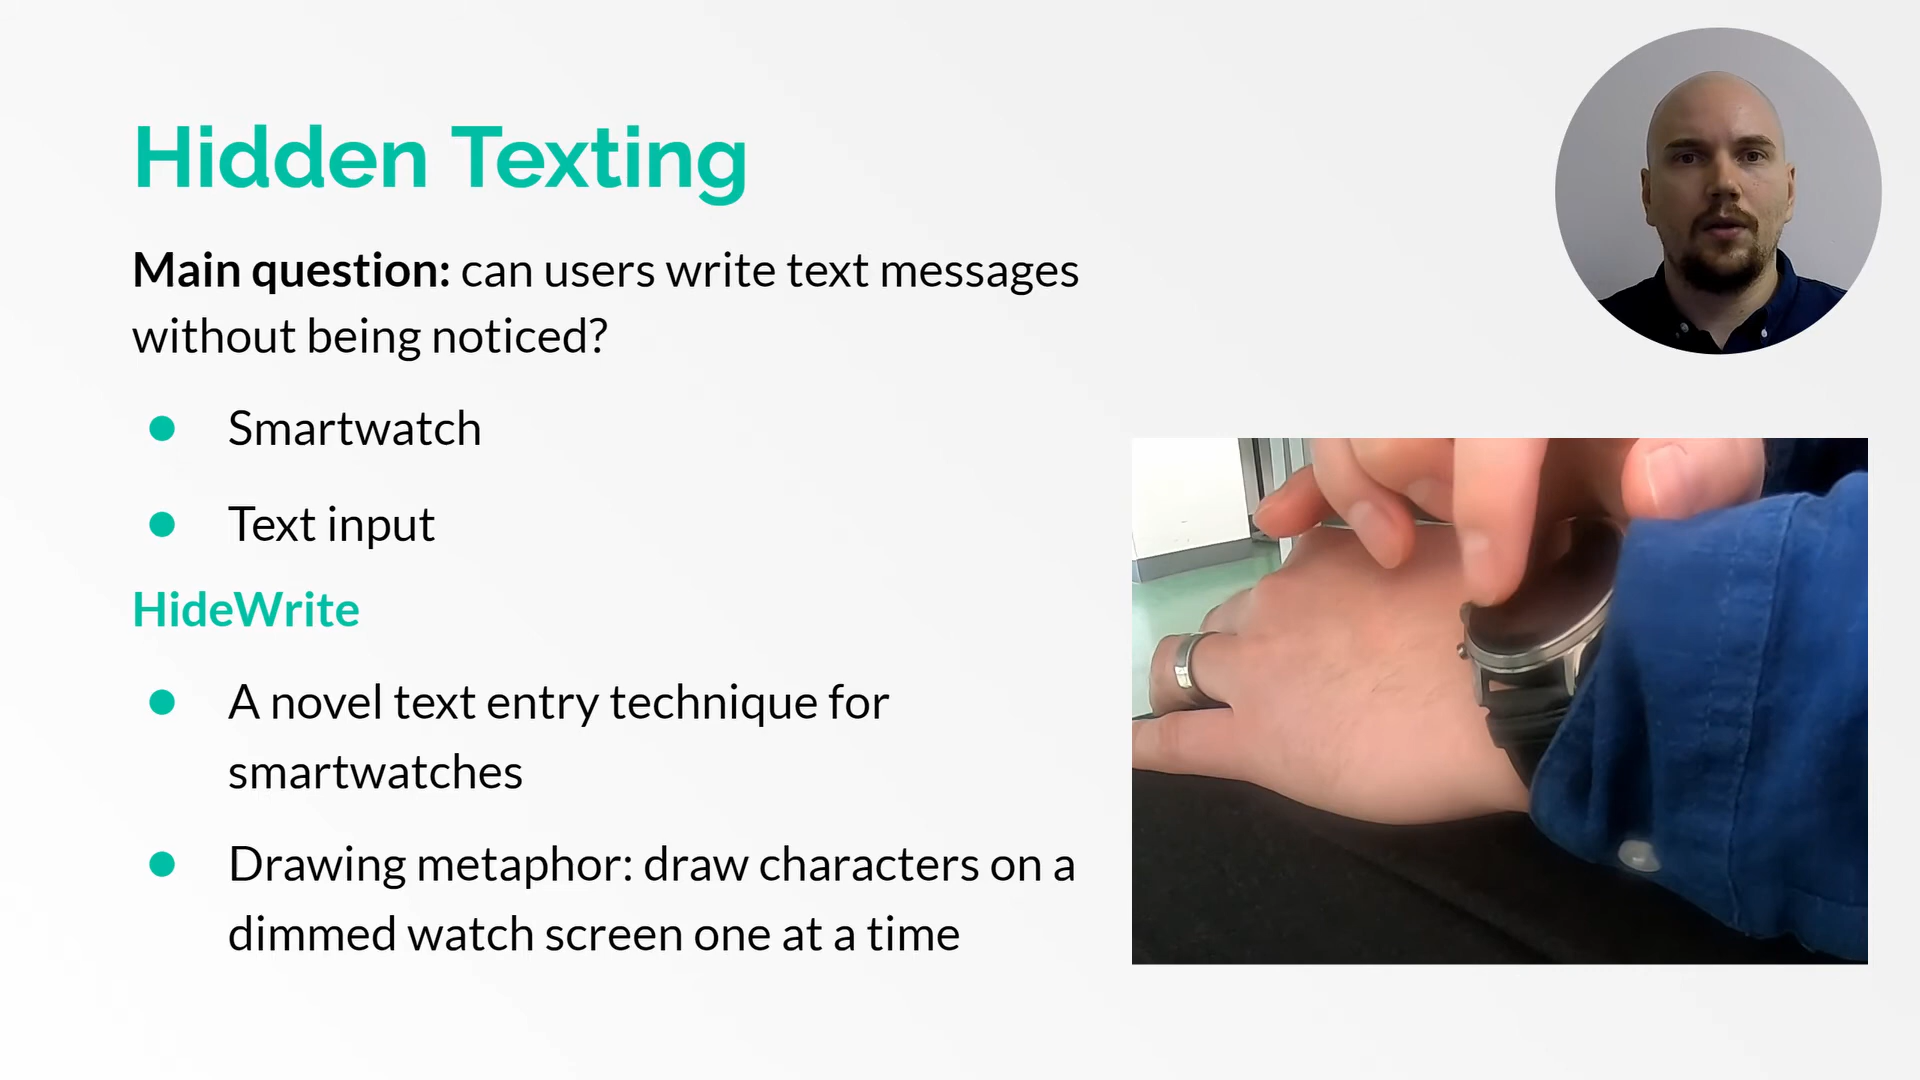 Hidden Texting
Main question: can users write text messages
without being noticed?
● Smartwatch
● Text input
HideWrite
● A novel text entry technique for
smartwatches
● Drawing metaphor: draw characters on a
dimmed watch screen one at a time